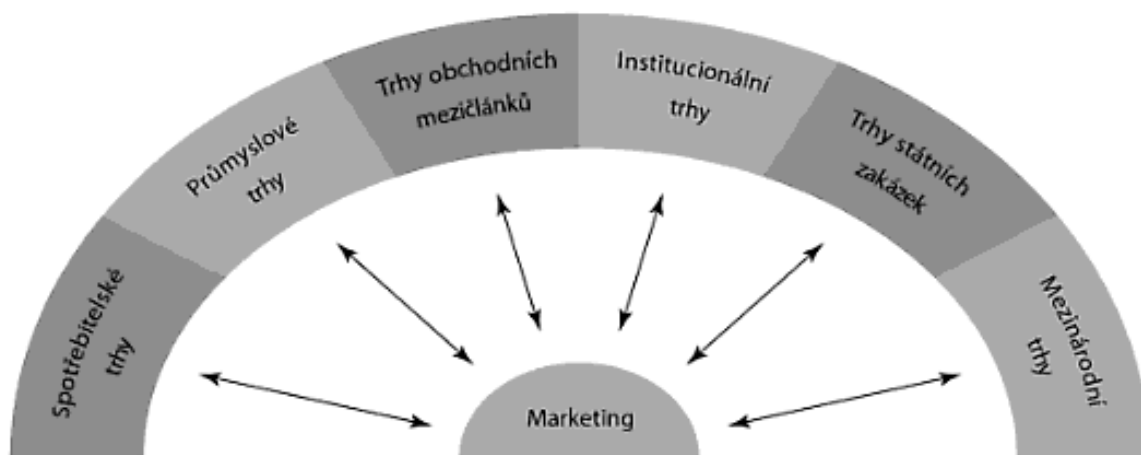 Spotřebitelské
trhy
Průmyslové
trhy
Trhy obchodních
mezičlánků
Institucionální
trhy
Trhy státních
zakázek
Mezinárodní
trhy
Marketing